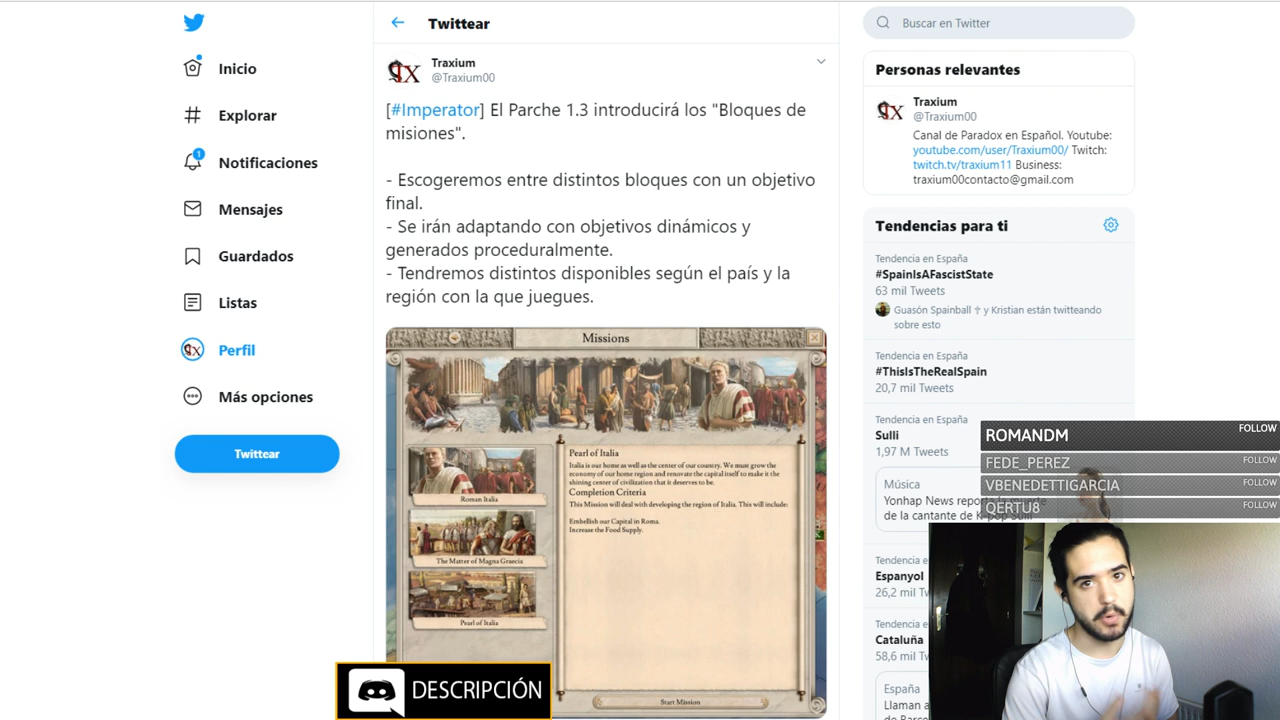 Inicio
Explorar
1
Notificaciones
Mensajes
Guardados
Listas
Perfil
Más opciones
Twittear
Twittear
Traxium
@Traxium00
[#Imperator] El Parche 1.3 introducirá los "Bloques de
misiones".
- Escogeremos entre distintos bloques con un objetivo
final.
- Se irán adaptando con objetivos dinámicos y
generados proceduralmente.
- Tendremos distintos disponibles según el país y la
región con la que juegues.
Missions
Roman Italia
The Matter of Magna Graecia
Pearl of Italia
Pearl of Italia
Italia is our home as well as the center of our country. We must grow the
economy of our home region and renovate the capital itself to make it the
shining center of civilization that it deserves to be.
Completion Criteria
This Mission will deal with developing the region of Italia. This will include:
Embellish our Capital in Roma.
Increase the Food Supply.
Start Mission
DESCRIPCIÓN
Buscar en Twitter
Personas relevantes
Traxium
@Traxium00
Canal de Paradox en Español. Youtube:
youtube.com/user/Traxium00/ Twitch:
twitch.tv/traxium11 Business:
traxium00contacto@gmail.com
Tendencias para ti
Tendencia en España
#SpainIsAFascistState
63 mil Tweets
Guasón Spainball ✝ y Kristian están twitteando
sobre esto
Tendencia en España
#ThisIsTheRealSpain
20,7 mil Tweets
Tendencia en España
Sulli
1,97 M Tweets
Música
Yonhap News reporta la muerte
de la cantante de K-pop Sulli
ROMANDM FOLLOW
FEDE_PEREZ FOLLOW
VBENEDETTIGARCIA FOLLOW
QERTU8 FOLLOW
Tendencia
Espanyol
26,2 mil Tw
Tendencia
Cataluña
58,6 mil Tw
España
Llaman a